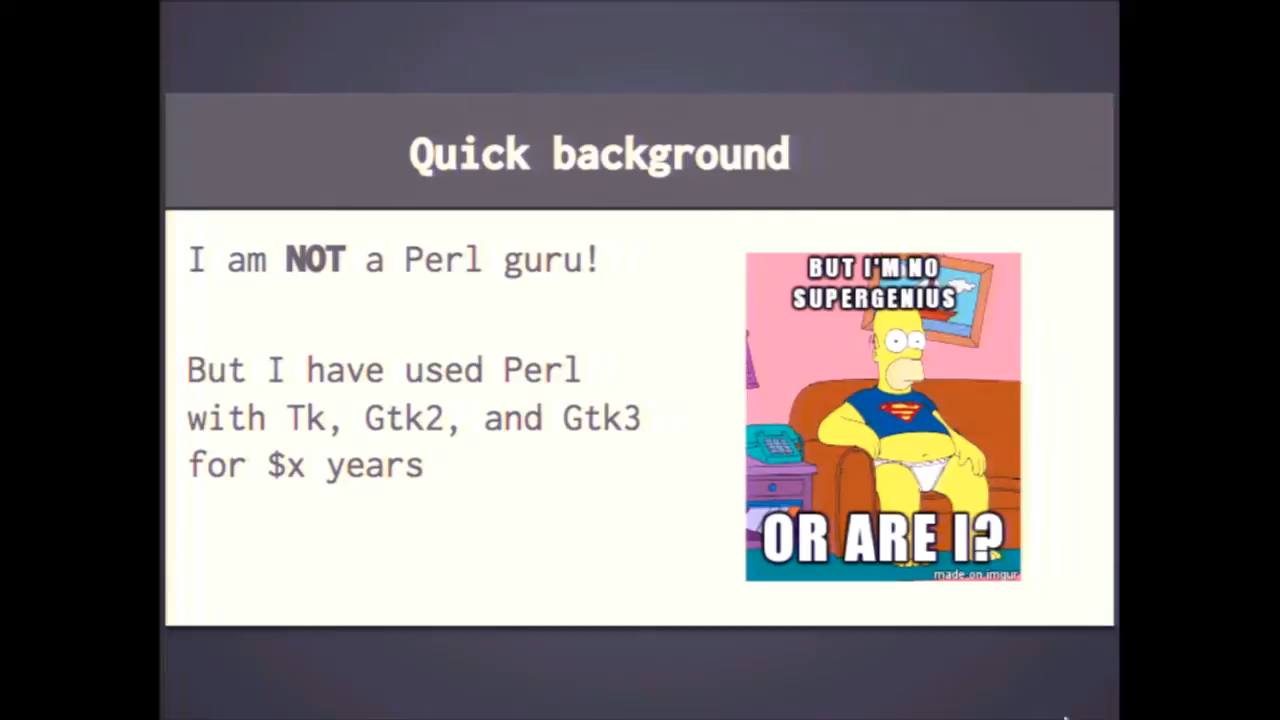 Quick background
I am NOT a Perl guru!
But I have used Perl
with Tk, Gtk2, and Gtk3
for $x years
BUT I'M NO
SUPERGENIUS
OR ARE I?
made on imgur